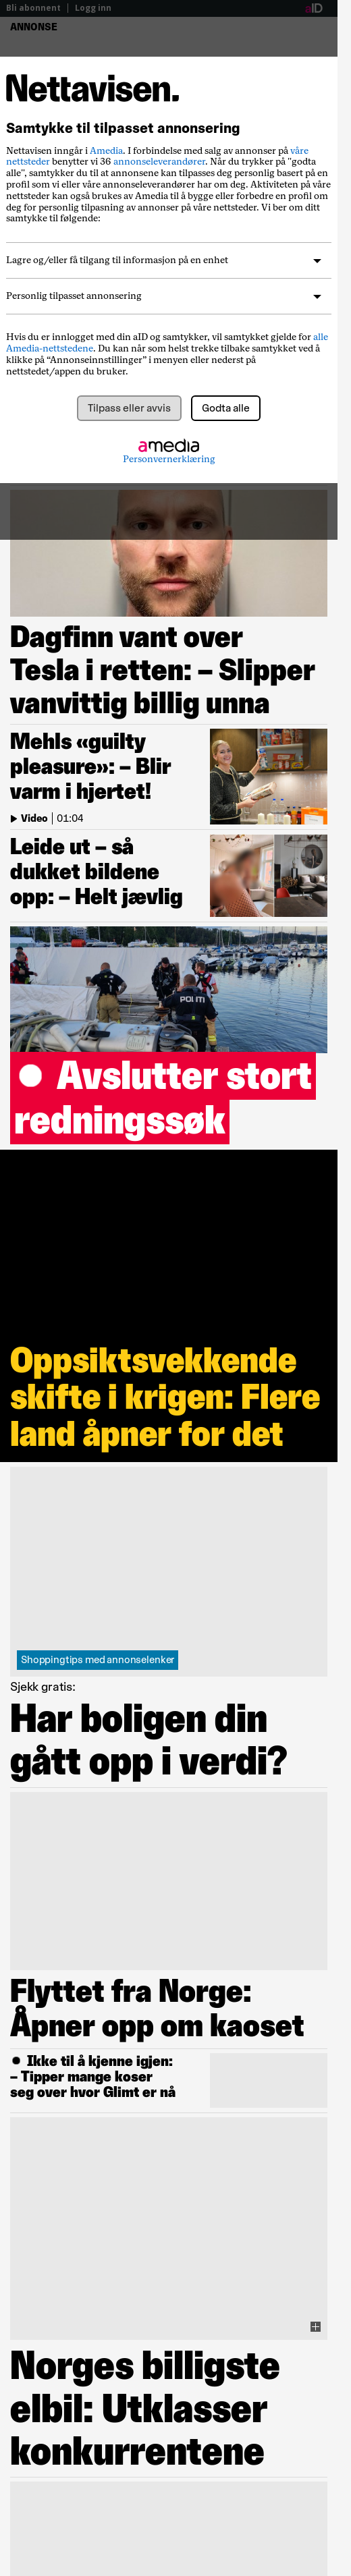 Bli abonnent | Logg inn
aID
ANNONSE
Nettavisen.
Samtykke til tilpasset annonsering
Nettavisen inngår i Amedia. I forbindelse med salg av annonser på våre
nettsteder benytter vi 36 annonseleverandører. Når du trykker på "godta
alle", samtykker du til at annonsene kan tilpasses deg personlig basert på en
profil som vi eller våre annonseleverandører har om deg. Aktiviteten på våre
nettsteder kan også brukes av Amedia til å bygge eller forbedre en profil om
deg for personlig tilpasning av annonser på våre nettsteder. Vi ber om ditt
samtykke til følgende:
Lagre og/eller få tilgang til informasjon på en enhet
Personlig tilpasset annonsering
Hvis du er innlogget med din aID og samtykker, vil samtykket gjelde for alle
Amedia-nettstedene. Du kan når som helst trekke tilbake samtykket ved å
klikke på “Annonseinnstillinger” i menyen eller nederst på
nettstedet/appen du bruker.
Tilpass eller avvis
Godta alle
amedia
Personvernerklæring
Dagfinn vant over
Tesla i retten: – Slipper
vanvittig billig unna
Mehls «guilty
pleasure»: – Blir
varm i hjertet!
Video | 01:04
Leide ut – så
dukket bildene
opp: – Helt jævlig
POLITI
Avslutter stort
redningssøk
Oppsiktsvekkende
skifte i krigen: Flere
land åpner for det
Shoppingtips med annonselenker
Sjekk gratis:
Har boligen din
gått opp i verdi?
Flyttet fra Norge:
Åpner opp om kaoset
Ikke til å kjenne igjen:
– Tipper mange koser
seg over hvor Glimt er nå
Norges billigste
elbil: Utklasser
konkurrentene